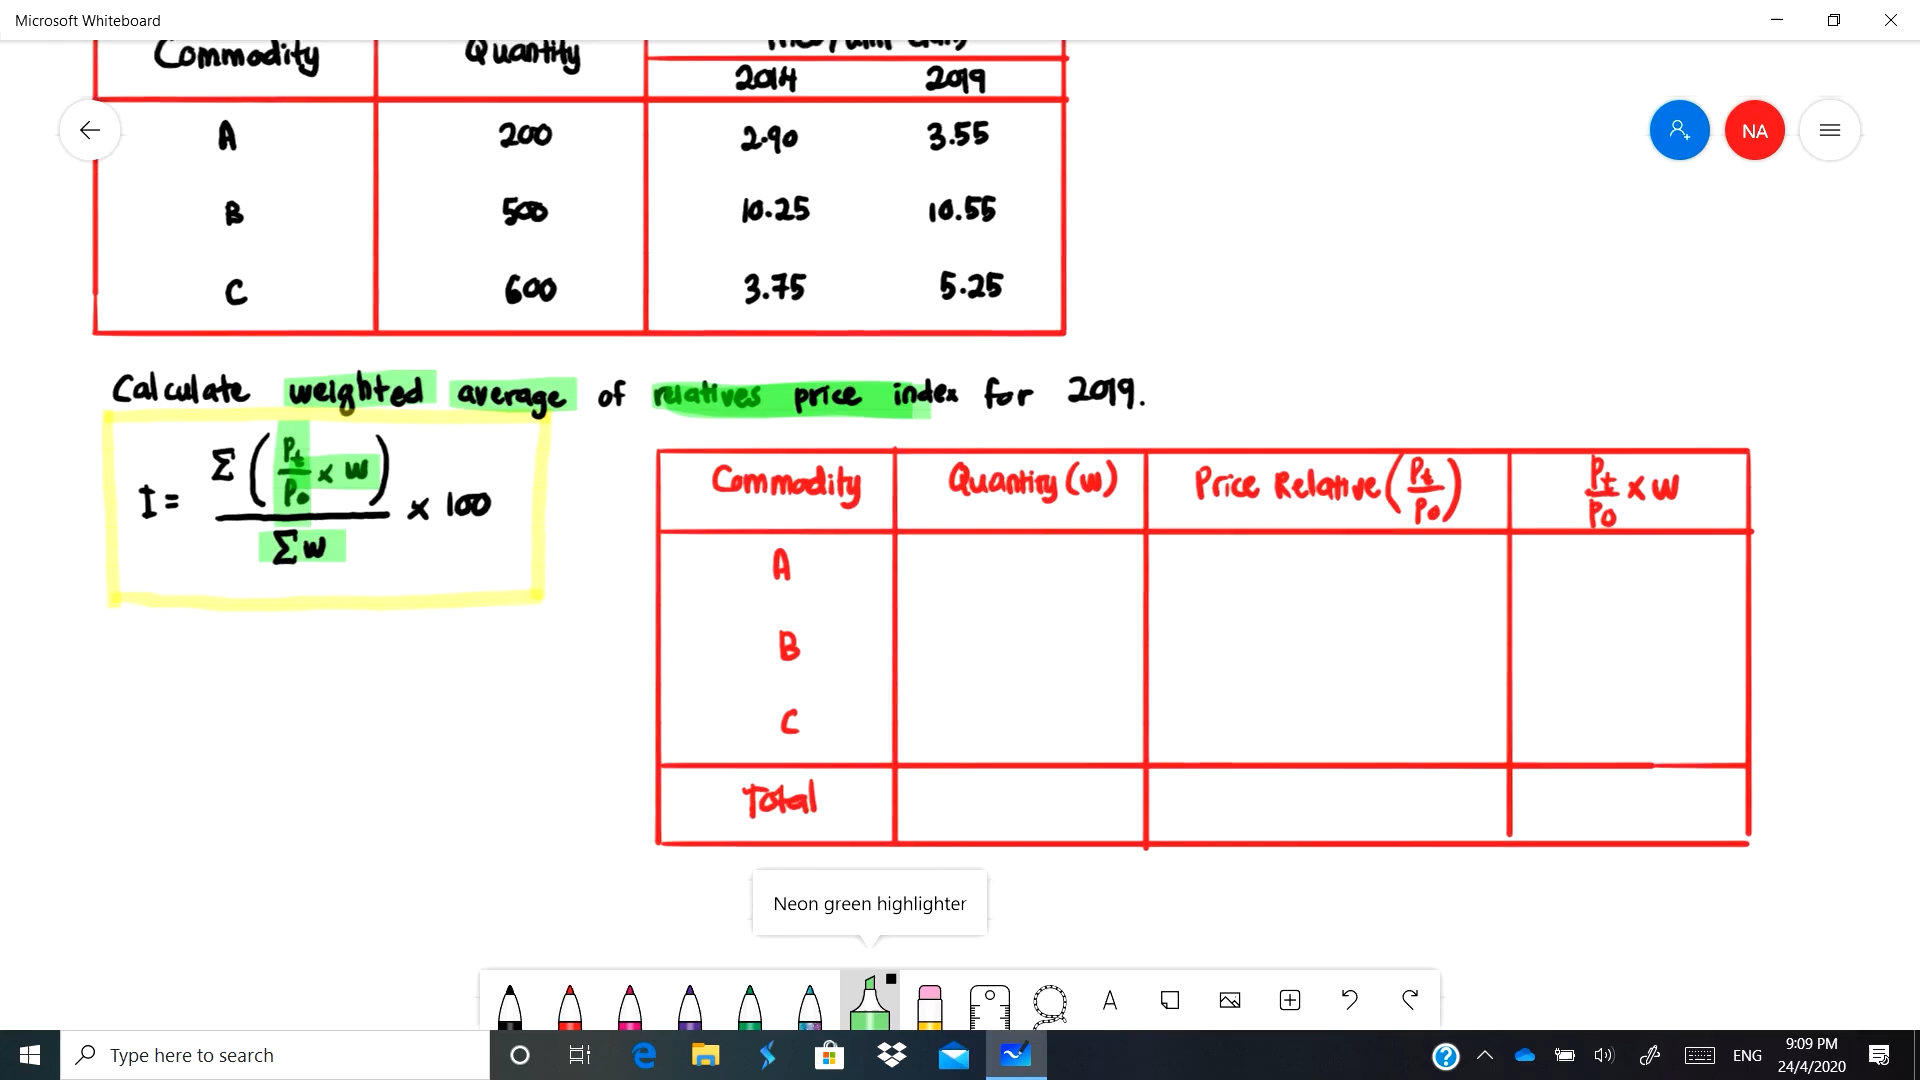 Microsoft Whiteboard
Commodity Quantity
2014 2019
A 200 2.90 3.55
B 500 10.25 10.55
C 600 3.75 5.25
NA
Calculate weighted average of relatives price index for 2019.
I = Σ ( Pt/Po × w ) / Σw × 100
Commodity Quantity (w) Price Relative ( Pt/Po ) Pt/Po × w
A
B
C
Total
Neon green highlighter
Type here to search
ENG
9:09 PM
24/4/2020